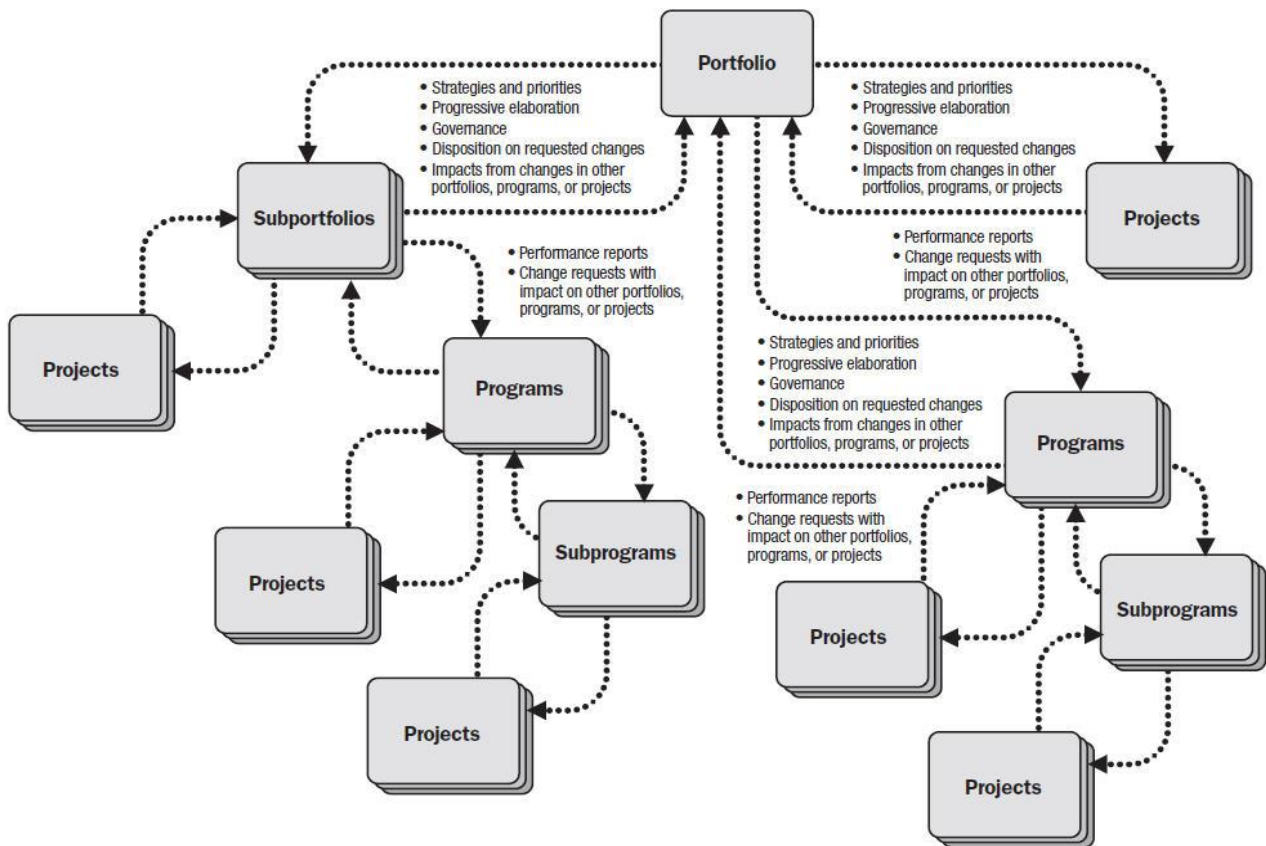 Portfolio
• Strategies and priorities
• Progressive elaboration
• Governance
• Disposition on requested changes
• Impacts from changes in other
portfolios, programs, or projects
• Strategies and priorities
• Progressive elaboration
• Governance
• Disposition on requested changes
• Impacts from changes in other
portfolios, programs, or projects
Subportfolios
Projects
• Performance reports
• Change requests with
impact on other portfolios,
programs, or projects
• Performance reports
• Change requests with
impact on other portfolios,
programs, or projects
Projects
Programs
• Strategies and priorities
• Progressive elaboration
• Governance
• Disposition on requested changes
• Impacts from changes in other
portfolios, programs, or projects
Programs
• Performance reports
• Change requests with
impact on other portfolios,
programs, or projects
Projects
Subprograms
Projects
Subprograms
Projects
Projects